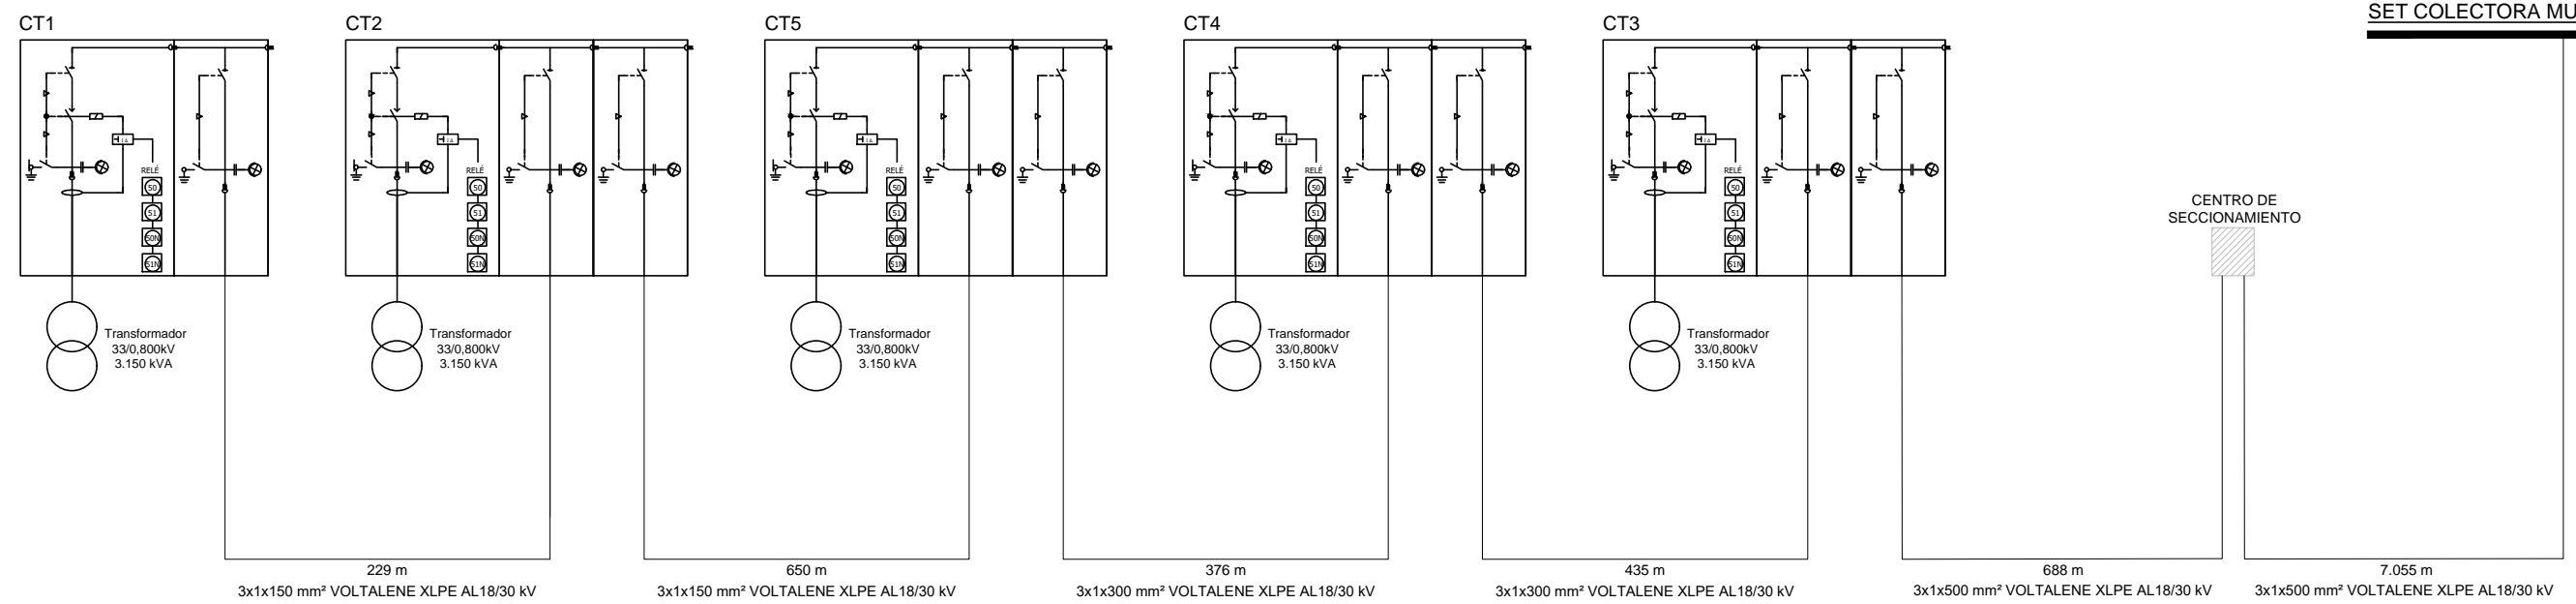 SET COLECTORA MU
CT1
CT2
CT5
CT4
CT3
RELÉ
50
51
50N
51N
RELÉ
50
51
50N
51N
RELÉ
50
51
50N
51N
RELÉ
50
51
50N
51N
RELÉ
50
51
50N
51N
CENTRO DE
SECCIONAMIENTO
Transformador
33/0,800kV
3.150 kVA
Transformador
33/0,800kV
3.150 kVA
Transformador
33/0,800kV
3.150 kVA
Transformador
33/0,800kV
3.150 kVA
Transformador
33/0,800kV
3.150 kVA
229 m
3x1x150 mm² VOLTALENE XLPE AL18/30 kV
650 m
3x1x150 mm² VOLTALENE XLPE AL18/30 kV
376 m
3x1x300 mm² VOLTALENE XLPE AL18/30 kV
435 m
3x1x300 mm² VOLTALENE XLPE AL18/30 kV
688 m
3x1x500 mm² VOLTALENE XLPE AL18/30 kV
7.055 m
3x1x500 mm² VOLTALENE XLPE AL18/30 kV